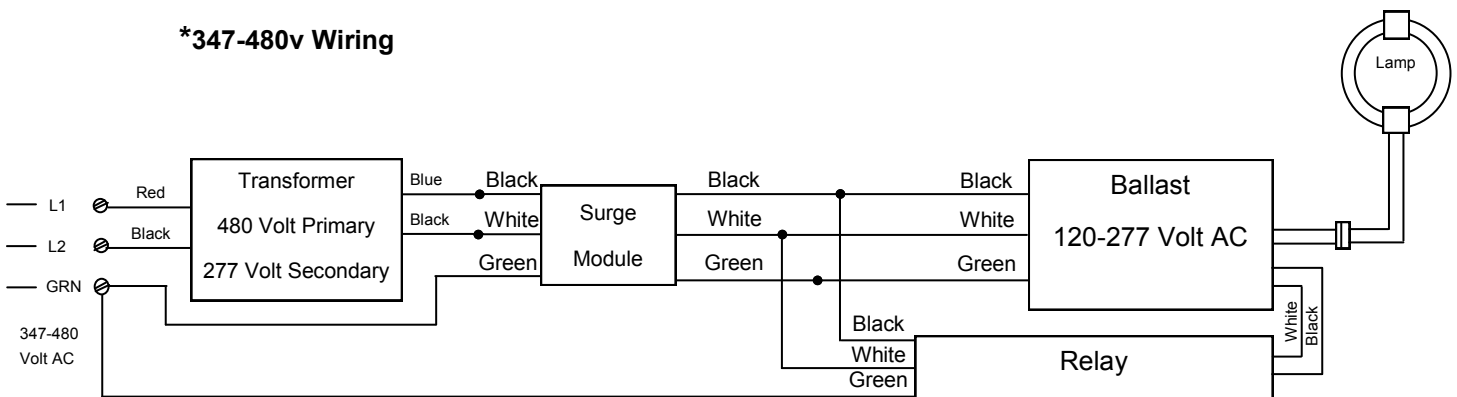 *347-480v Wiring
Lamp
L1
Red
L2
Black
GRN
347-480
Volt AC
Transformer
480 Volt Primary
277 Volt Secondary
Blue
Black
Black
White
Green
Surge
Module
Black
White
Green
Black
White
Green
Ballast
120-277 Volt AC
White
Black
Black
White
Green
Relay